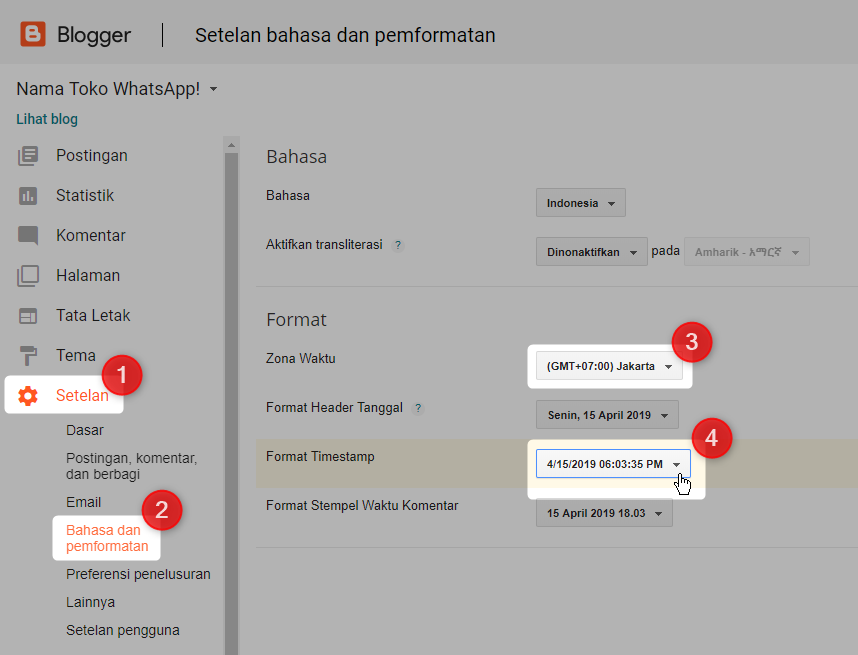 Blogger
Setelan bahasa dan pemformatan
Nama Toko WhatsApp!
Lihat blog
Postingan
Statistik
Komentar
Halaman
Tata Letak
Tema
1
Setelan
Dasar
Postingan, komentar,
dan berbagi
Email
2
Bahasa dan
pemformatan
Preferensi penelusuran
Lainnya
Setelan pengguna
Bahasa
Bahasa
Indonesia
Aktifkan transliterasi ?
Dinonaktifkan pada Amharik - አማርኛ
Format
Zona Waktu
(GMT+07:00) Jakarta
3
Format Header Tanggal ?
Senin, 15 April 2019
Format Timestamp
4/15/2019 06:03:35 PM
4
Format Stempel Waktu Komentar
15 April 2019 18.03